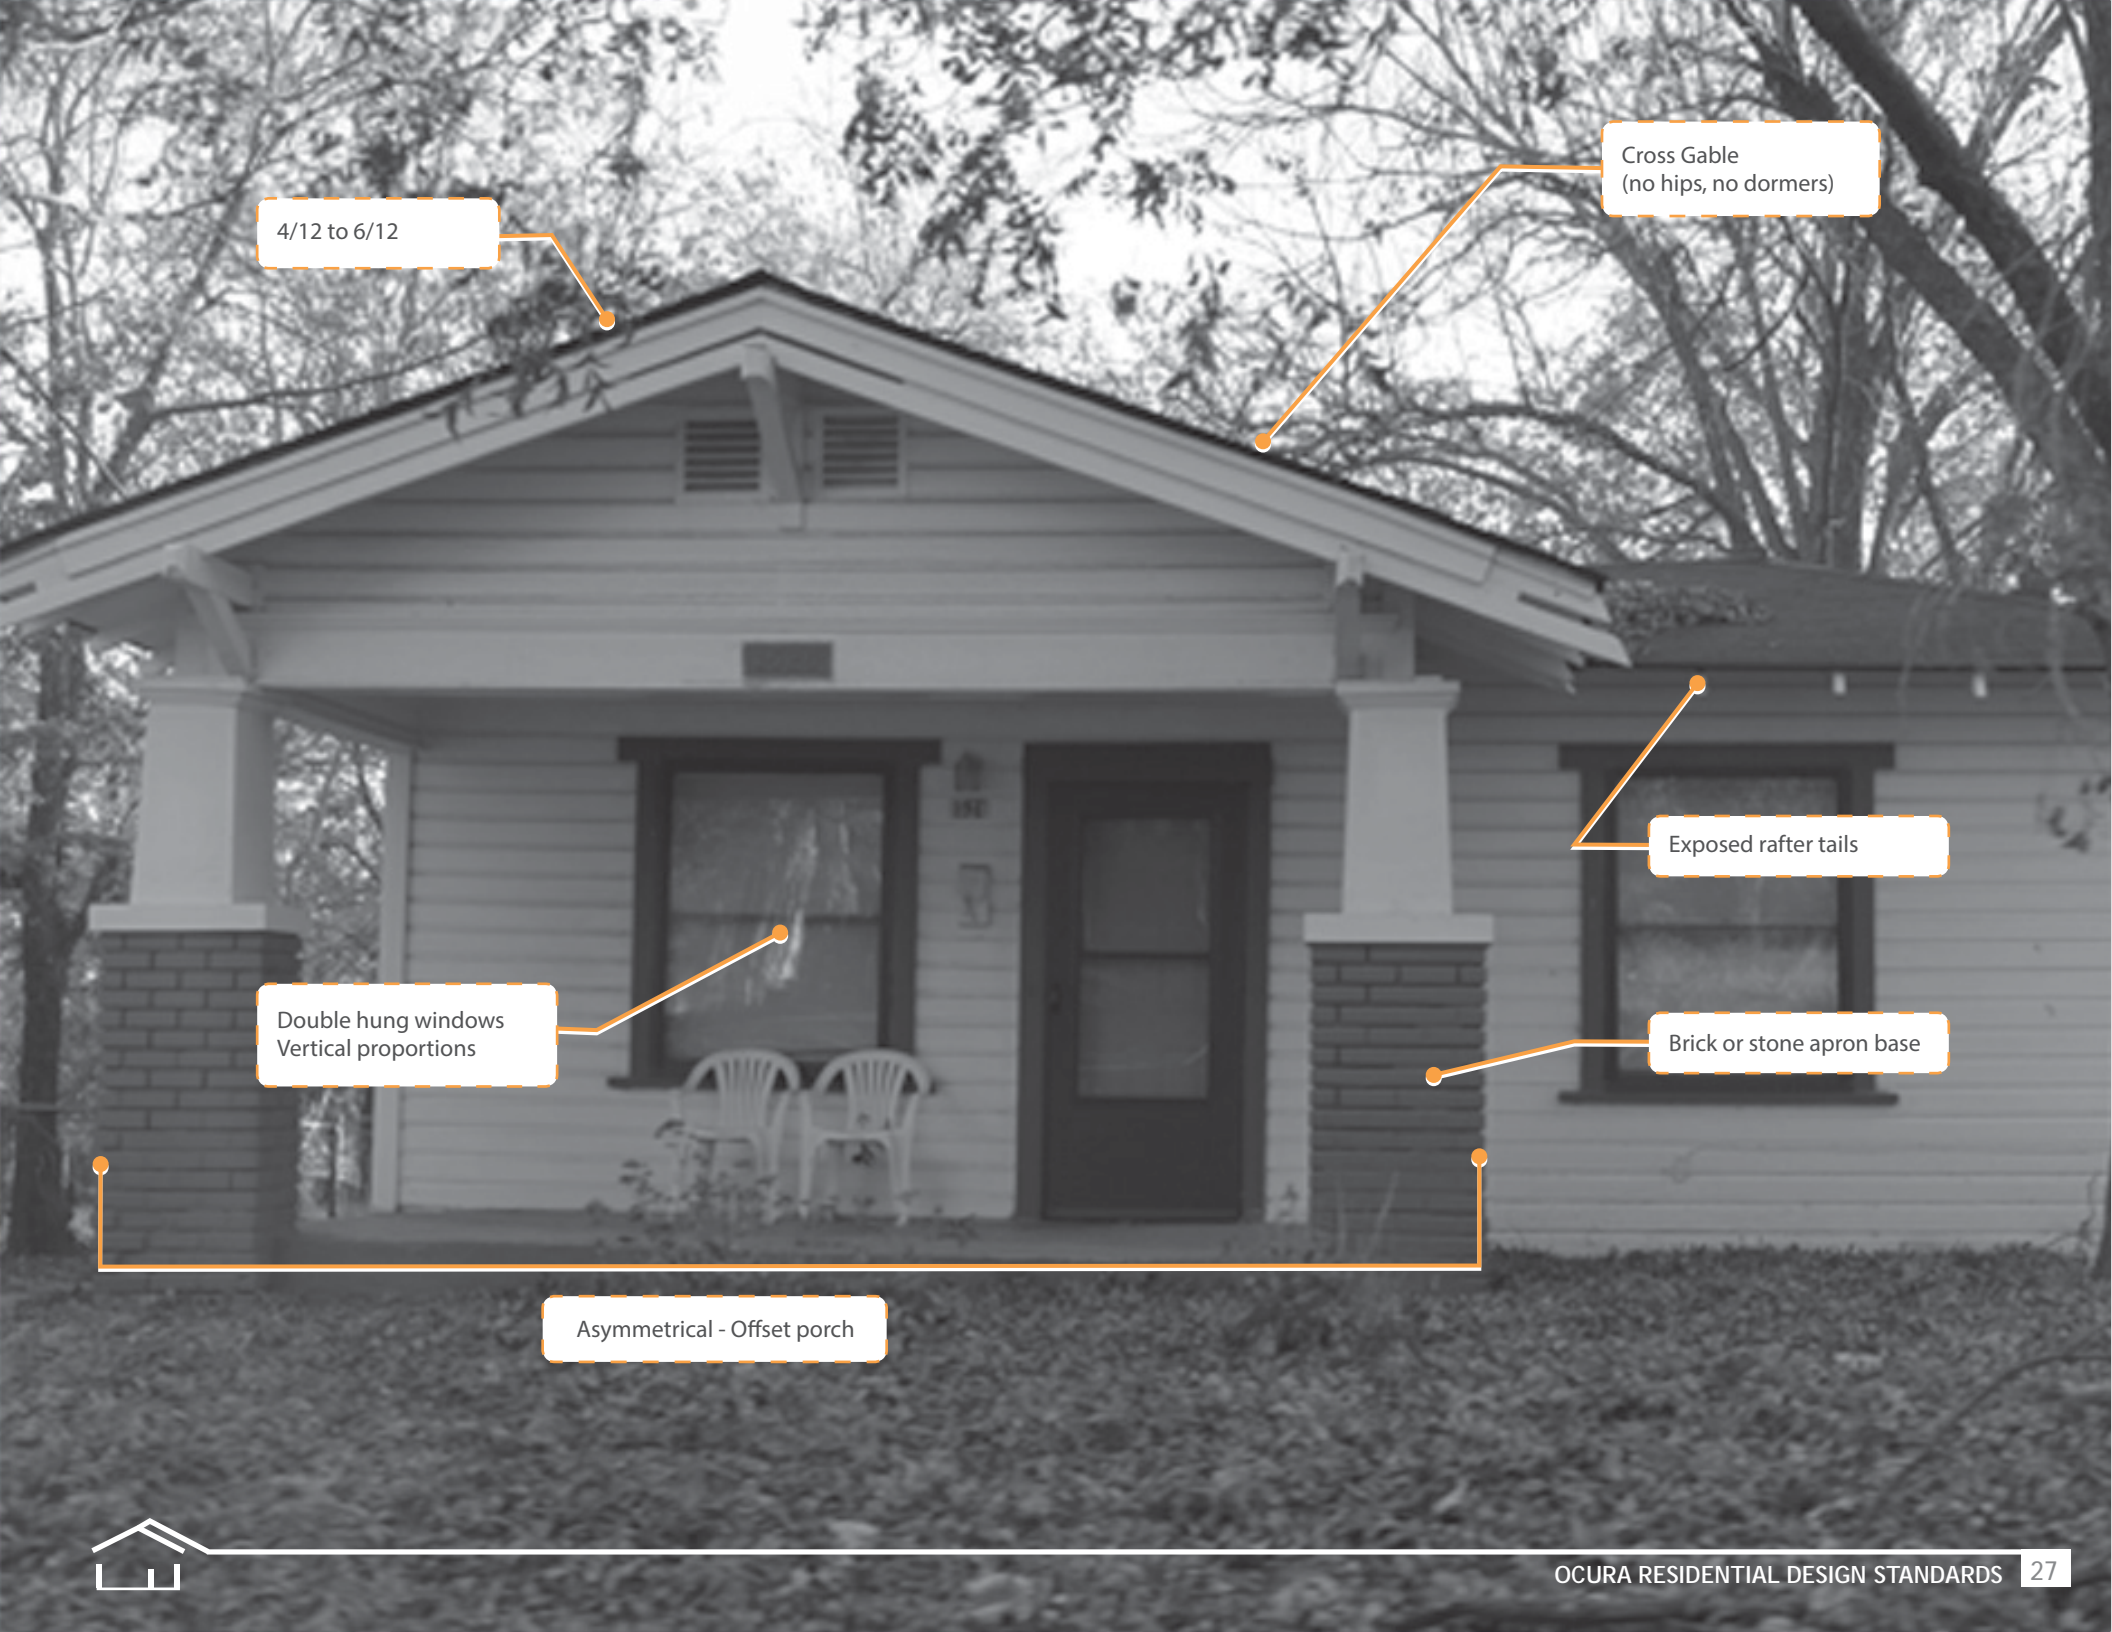 Cross Gable
(no hips, no dormers)
4/12 to 6/12
Exposed rafter tails
Double hung windows
Vertical proportions
Brick or stone apron base
Asymmetrical - Offset porch
OCURA RESIDENTIAL DESIGN STANDARDS 27